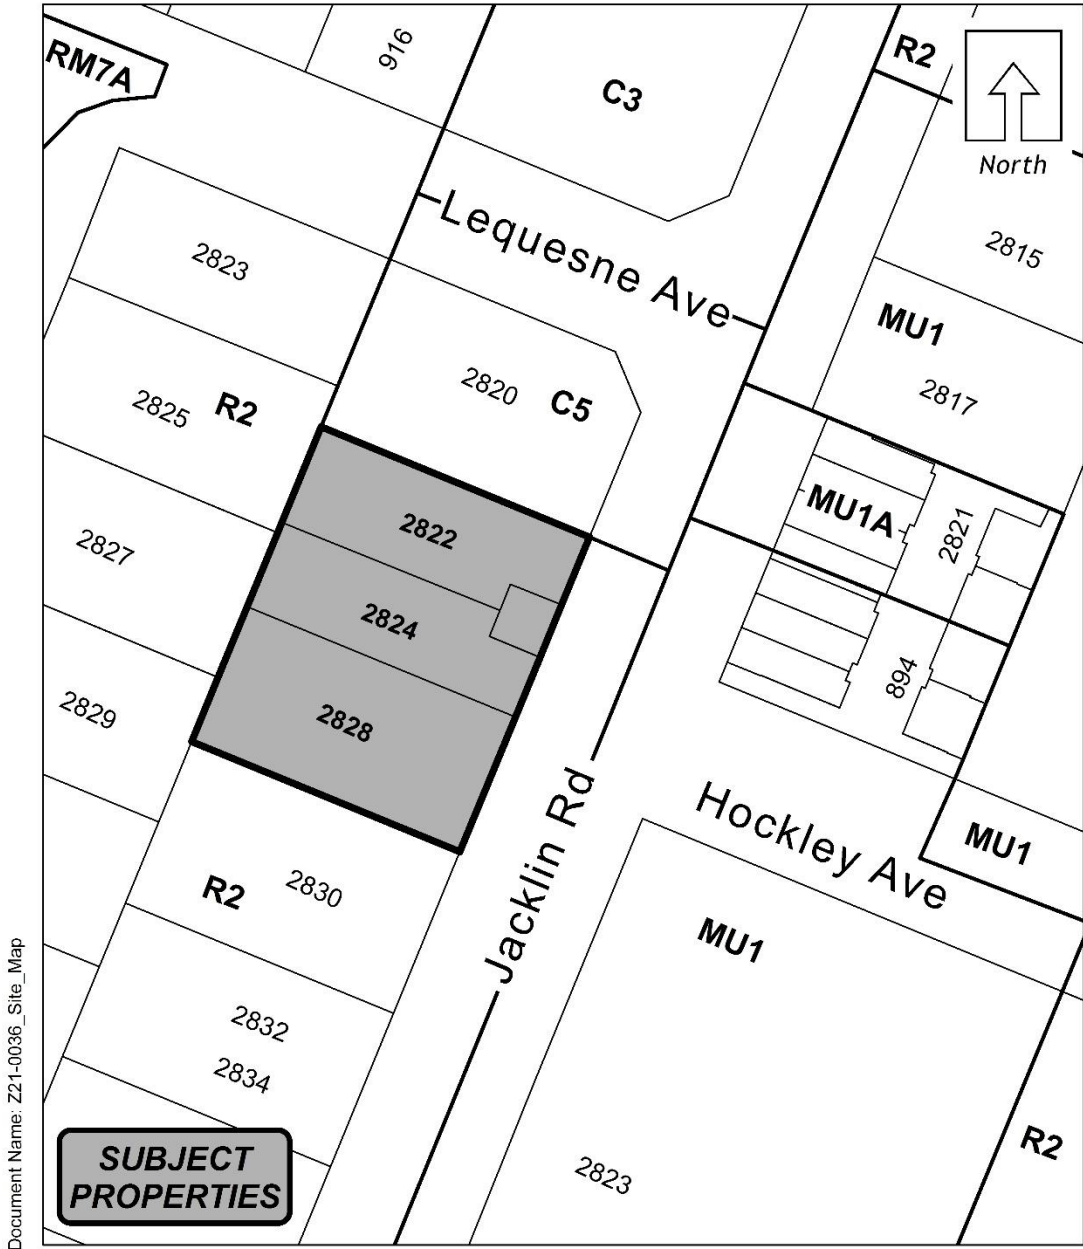 916
RM7A
C3
R2
North
Lequesne Ave
2823
2815
MU1
2820
C5
2817
2825
R2
2822
MU1A
2821
2827
2824
894
2829
2828
Jacklin Rd
Hockley Ave
MU1
R2
2830
MU1
2832
2834
R2
2823
SUBJECT
PROPERTIES
Document Name: Z21-0036_Site_Map